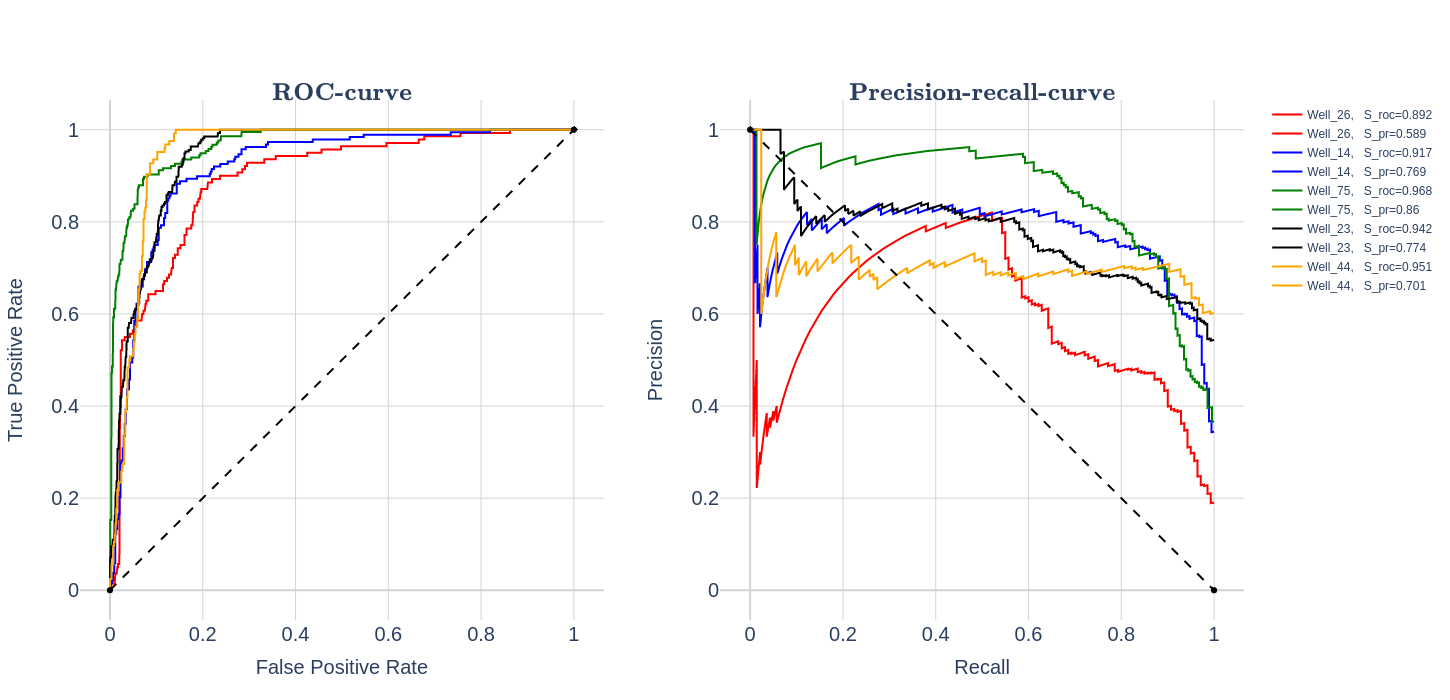 ROC-curve
1
0.8
0.6
0.4
0.2
0
0
0.2
0.4
0.6
0.8
1
True Positive Rate
False Positive Rate
Precision-recall-curve
1
0.8
0.6
0.4
0.2
0
0
0.2
0.4
0.6
0.8
1
Precision
Recall
Well_26, S_roc=0.892
Well_26, S_pr=0.589
Well_14, S_roc=0.917
Well_14, S_pr=0.769
Well_75, S_roc=0.968
Well_75, S_pr=0.86
Well_23, S_roc=0.942
Well_23, S_pr=0.774
Well_44, S_roc=0.951
Well_44, S_pr=0.701